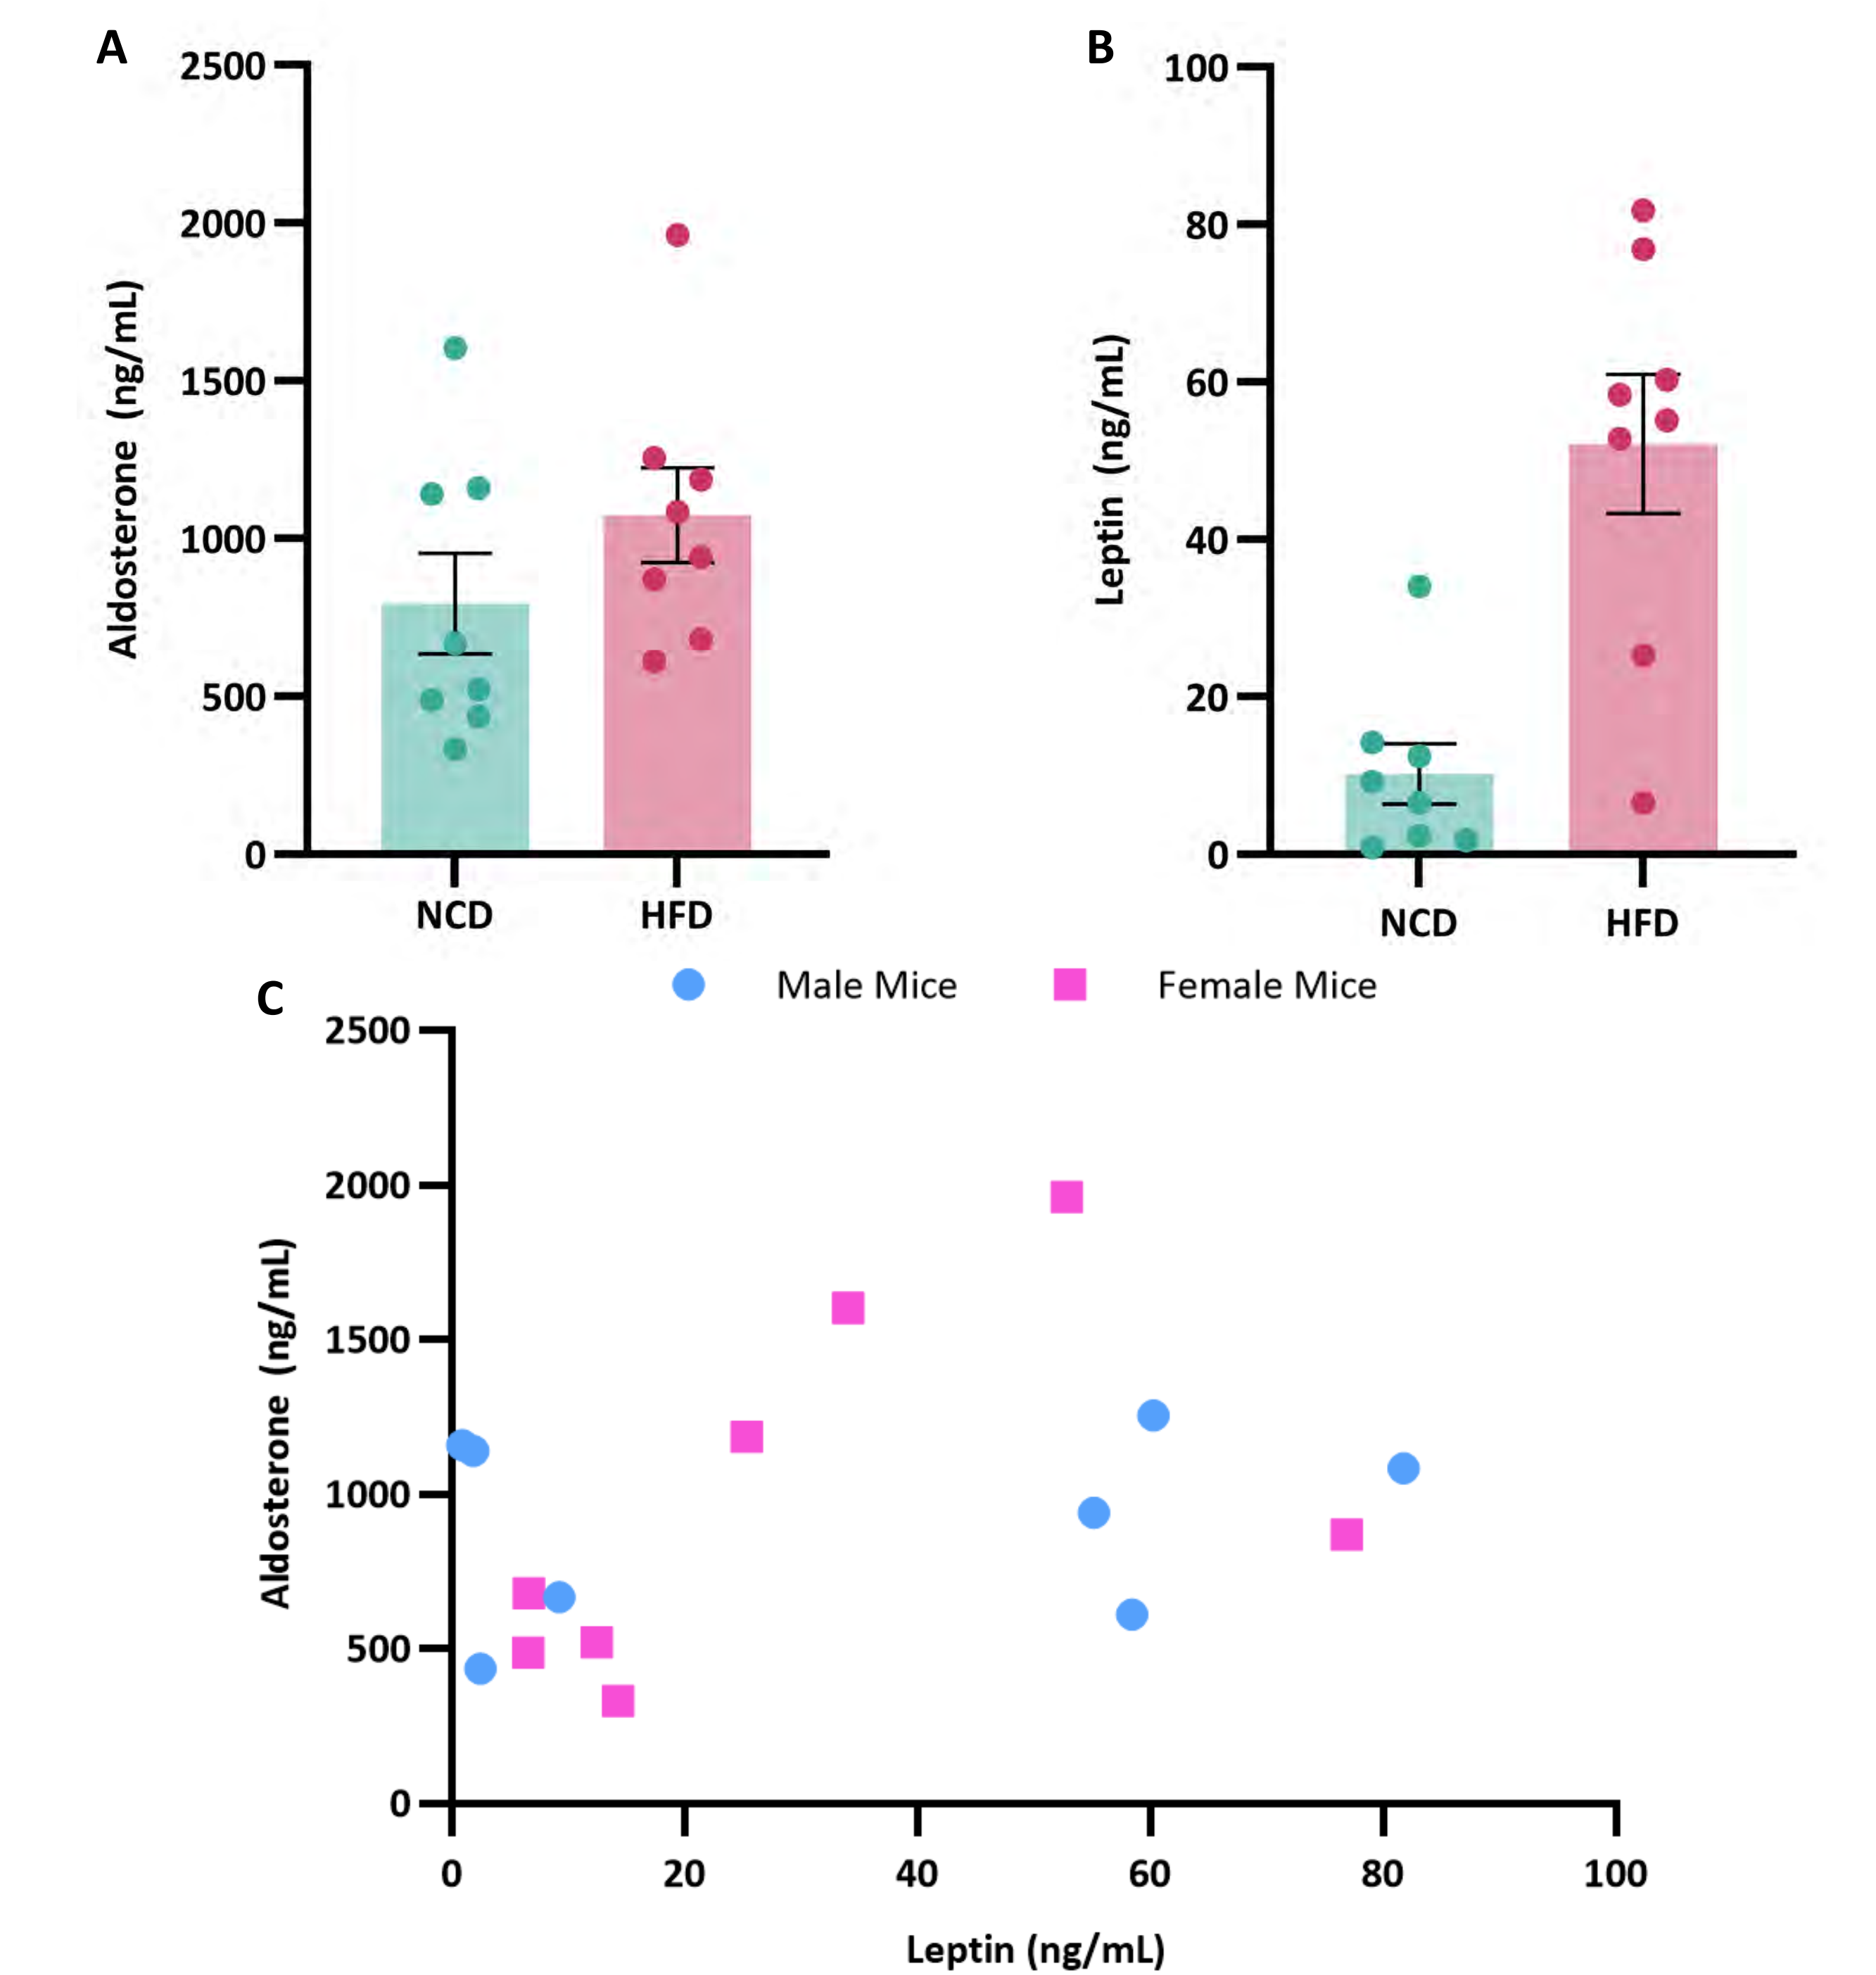 A
2500
2000
1500
1000
500
0
Aldosterone (ng/mL)
NCD HFD
B
100
80
60
40
20
0
Leptin (ng/mL)
NCD HFD
Male Mice Female Mice
C
2500
2000
1500
1000
500
0
Aldosterone (ng/mL)
0 20 40 60 80 100
Leptin (ng/mL)